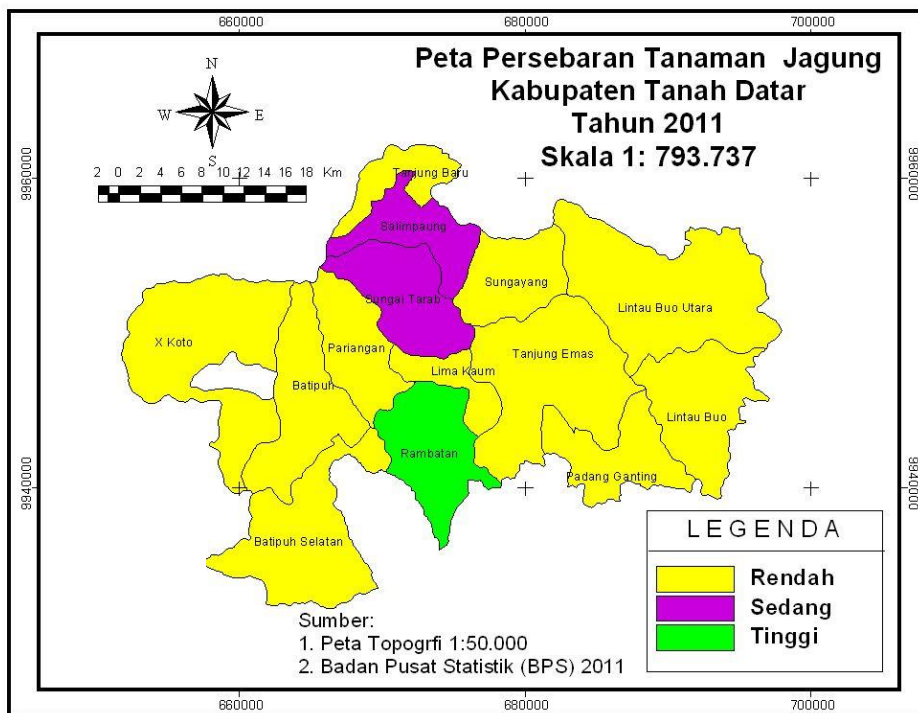 660000 680000 700000
Peta Persebaran Tanaman Jagung
Kabupaten Tanah Datar
Tahun 2011
Skala 1: 793.737
N
W E
S
2 0 2 4 6 8 10 12 14 16 18 Km
9960000 9960000
Tanjung Baru
Salimpaung
Sungayang
Sungai Tarab
Lintau Buo Utara
X Koto
Pariangan
Tanjung Emas
Lima Kaum
Batipuh
Lintau Buo
Rambatan
Padang Ganting
9940000 9940000
Batipuh Selatan
LEGENDA
Rendah
Sedang
Tinggi
Sumber:
1. Peta Topogrfi 1:50.000
2. Badan Pusat Statistik (BPS) 2011
660000 680000 700000